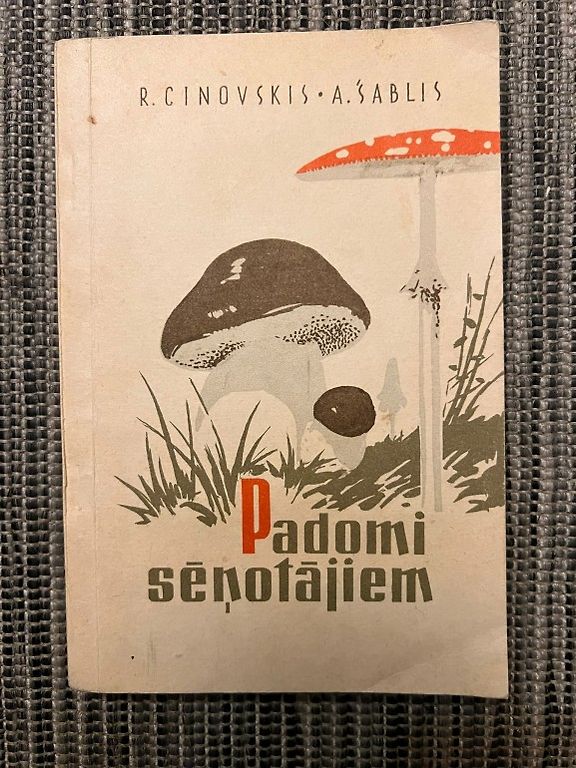 R. CINOVSKIS • A. ŠABLIS
Padomi
sēņotājiem